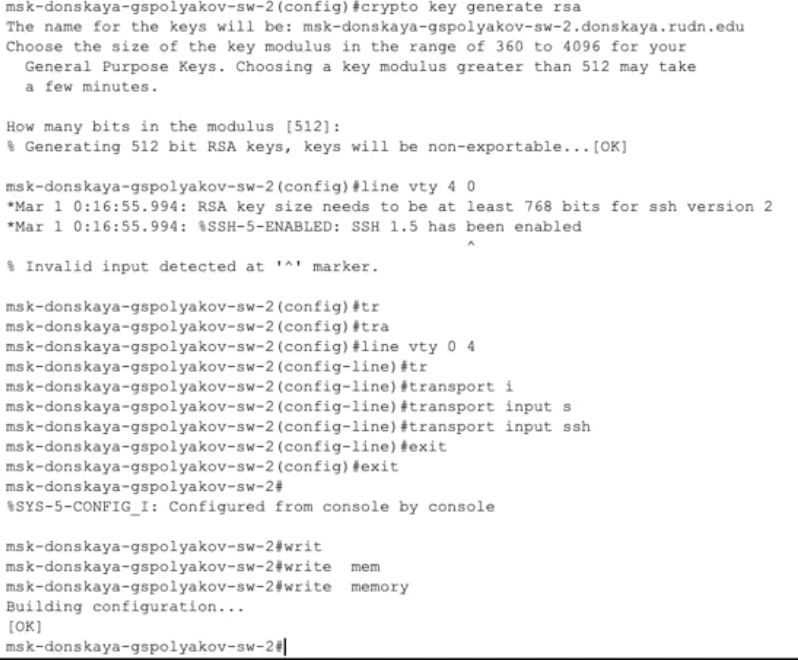 msk-donskaya-gspolyakov-sw-2(config)#crypto key generate rsa
The name for the keys will be: msk-donskaya-gspolyakov-sw-2.donskaya.rudn.edu
Choose the size of the key modulus in the range of 360 to 4096 for your
  General Purpose Keys. Choosing a key modulus greater than 512 may take
  a few minutes.

How many bits in the modulus [512]:
% Generating 512 bit RSA keys, keys will be non-exportable...[OK]

msk-donskaya-gspolyakov-sw-2(config)#line vty 4 0
*Mar 1 0:16:55.994: RSA key size needs to be at least 768 bits for ssh version 2
*Mar 1 0:16:55.994: %SSH-5-ENABLED: SSH 1.5 has been enabled
                                                 ^
% Invalid input detected at '^' marker.

msk-donskaya-gspolyakov-sw-2(config)#tr
msk-donskaya-gspolyakov-sw-2(config)#tra
msk-donskaya-gspolyakov-sw-2(config)#line vty 0 4
msk-donskaya-gspolyakov-sw-2(config-line)#tr
msk-donskaya-gspolyakov-sw-2(config-line)#transport i
msk-donskaya-gspolyakov-sw-2(config-line)#transport input s
msk-donskaya-gspolyakov-sw-2(config-line)#transport input ssh
msk-donskaya-gspolyakov-sw-2(config-line)#exit
msk-donskaya-gspolyakov-sw-2(config)#exit
msk-donskaya-gspolyakov-sw-2#
%SYS-5-CONFIG_I: Configured from console by console

msk-donskaya-gspolyakov-sw-2#writ
msk-donskaya-gspolyakov-sw-2#write  mem
msk-donskaya-gspolyakov-sw-2#write  memory
Building configuration...
[OK]
msk-donskaya-gspolyakov-sw-2#